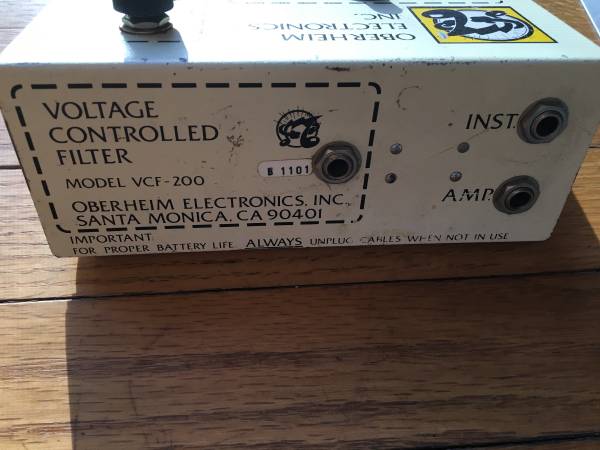 OBERHEIM
ELECTRONICS
INC.
VOLTAGE
CONTROLLED
FILTER
MODEL VCF-200
B 1101
OBERHEIM ELECTRONICS, INC.
SANTA MONICA, CA 90401
INST.
AMP.
IMPORTANT:
FOR PROPER BATTERY LIFE ALWAYS UNPLUG CABLES WHEN NOT IN USE